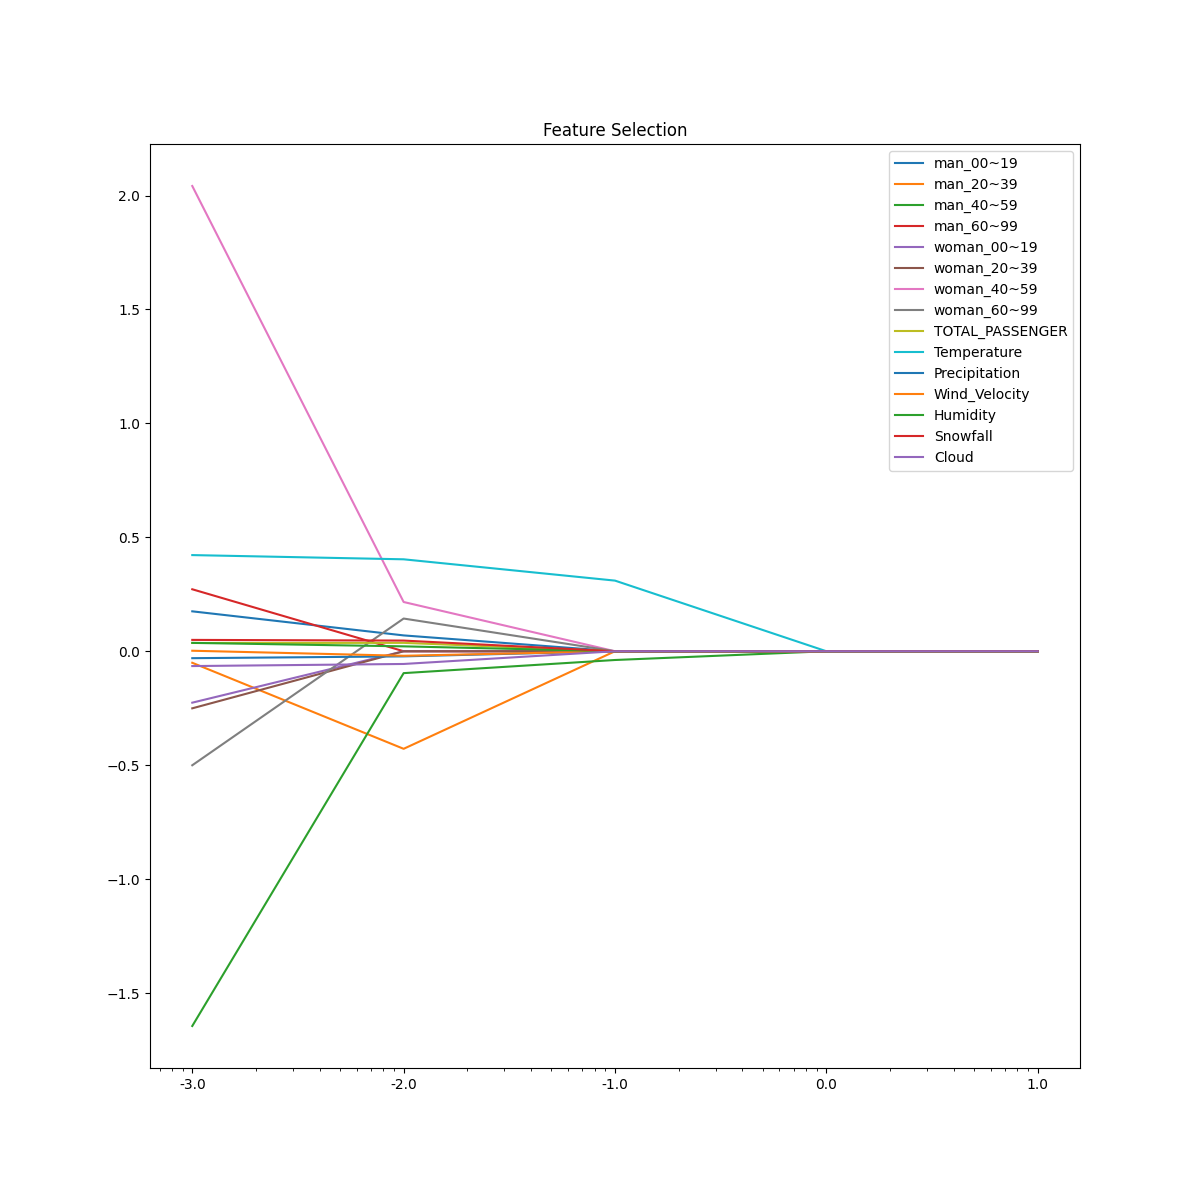 Feature Selection
man_00~19
man_20~39
man_40~59
man_60~99
woman_00~19
woman_20~39
woman_40~59
woman_60~99
TOTAL_PASSENGER
Temperature
Precipitation
Wind_Velocity
Humidity
Snowfall
Cloud
2.0
1.5
1.0
0.5
0.0
−0.5
−1.0
−1.5
-3.0 -2.0 -1.0 0.0 1.0